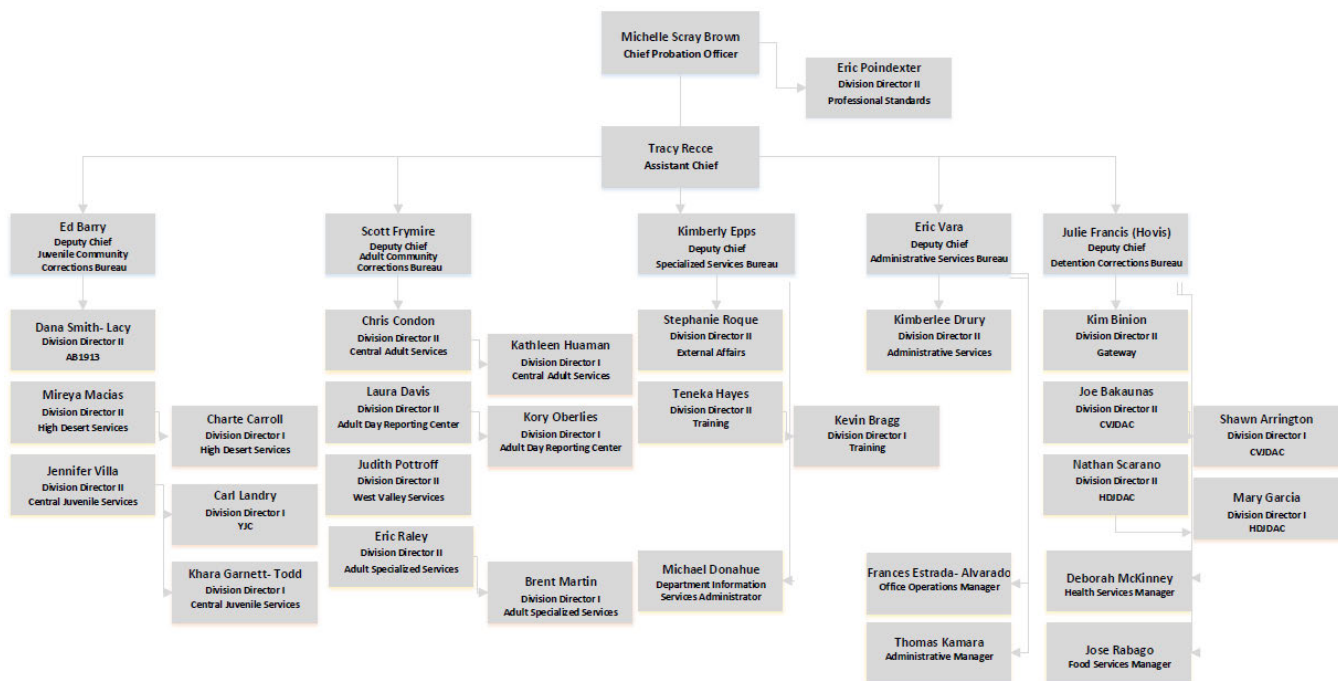 Michelle Scray Brown
Chief Probation Officer
Eric Poindexter
Division Director II
Professional Standards
Tracy Recce
Assistant Chief
Ed Barry
Deputy Chief
Juvenile Community
Corrections Bureau
Scott Frymire
Deputy Chief
Adult Community
Corrections Bureau
Kimberly Epps
Deputy Chief
Specialized Services Bureau
Eric Vara
Deputy Chief
Administrative Services Bureau
Julie Francis (Hovis)
Deputy Chief
Detention Corrections Bureau
Dana Smith- Lacy
Division Director II
AB1913
Mireya Macias
Division Director II
High Desert Services
Charte Carroll
Division Director I
High Desert Services
Jennifer Villa
Division Director II
Central Juvenile Services
Carl Landry
Division Director I
YJC
Khara Garnett- Todd
Division Director I
Central Juvenile Services
Chris Condon
Division Director II
Central Adult Services
Kathleen Huaman
Division Director I
Central Adult Services
Laura Davis
Division Director II
Adult Day Reporting Center
Kory Oberlies
Division Director I
Adult Day Reporting Center
Judith Pottroff
Division Director II
West Valley Services
Eric Raley
Division Director II
Adult Specialized Services
Brent Martin
Division Director I
Adult Specialized Services
Stephanie Roque
Division Director II
External Affairs
Teneka Hayes
Division Director II
Training
Kevin Bragg
Division Director I
Training
Michael Donahue
Department Information
Services Administrator
Kimberlee Drury
Division Director II
Administrative Services
Frances Estrada- Alvarado
Office Operations Manager
Thomas Kamara
Administrative Manager
Kim Binion
Division Director II
Gateway
Joe Bakaunas
Division Director II
CVJDAC
Shawn Arrington
Division Director I
CVJDAC
Nathan Scarano
Division Director II
HDJDAC
Mary Garcia
Division Director I
HDJDAC
Deborah McKinney
Health Services Manager
Jose Rabago
Food Services Manager